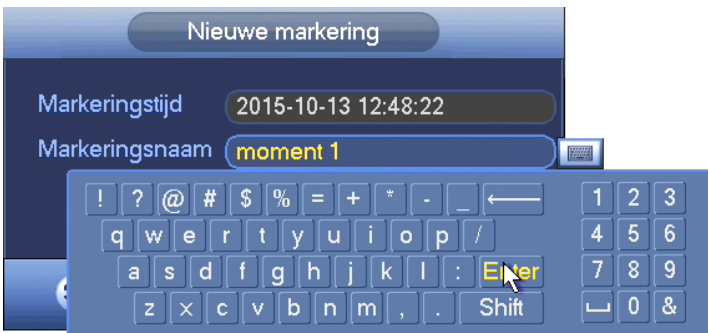 Nieuwe markering
Markeringstijd 2015-10-13 12:48:22
Markeringsnaam moment 1
! ? @ # $ % = + * - _ 1 2 3
q w e r t y u i o p / 4 5 6
a s d f g h j k l : Enter 7 8 9
z x c v b n m , . Shift 0 &